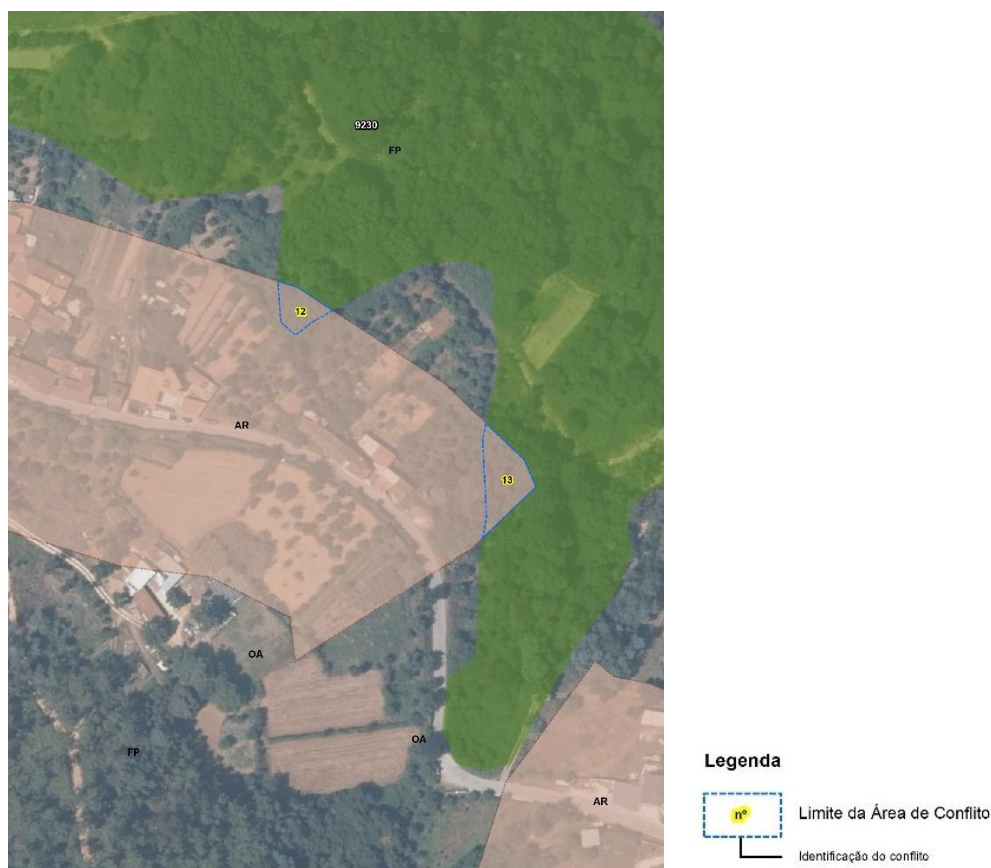 9230
FP
12
AR
13
OA
FP
OA
AR
Legenda
nº
Limite da Área de Conflito
Identificação do conflito